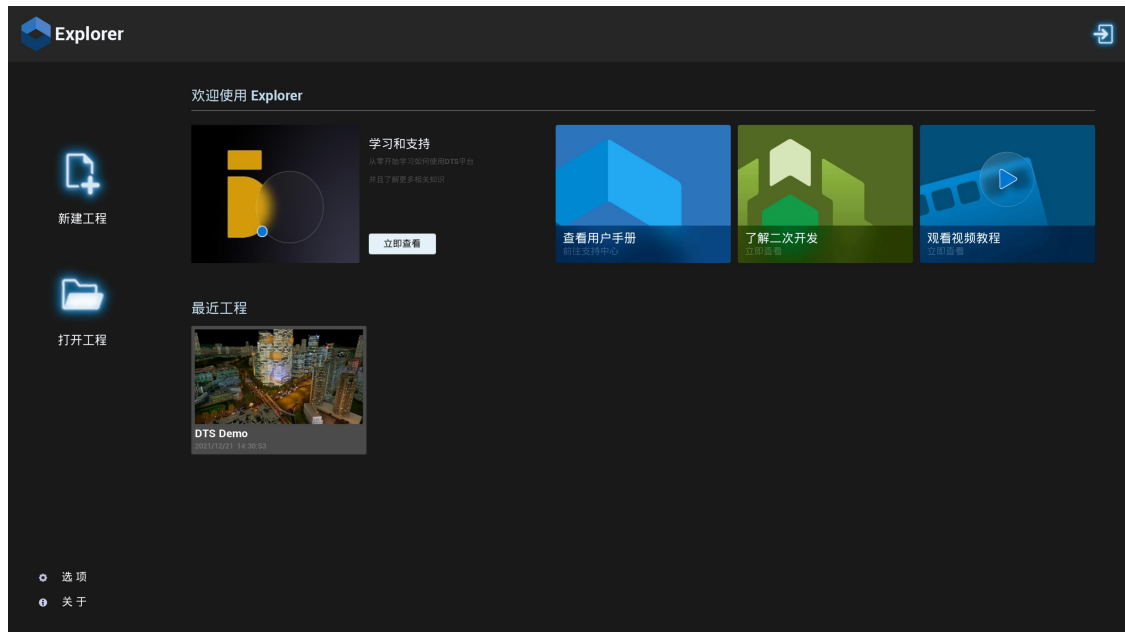 Explorer
欢迎使用 Explorer
学习和支持
从零开始学习如何使用DTS平台
并且了解更多相关知识
立即查看
查看用户手册
前往支持中心
了解二次开发
立即查看
观看视频教程
立即查看
新建工程
打开工程
最近工程
DTS Demo
2021/12/21 14:30:53
选项
关于